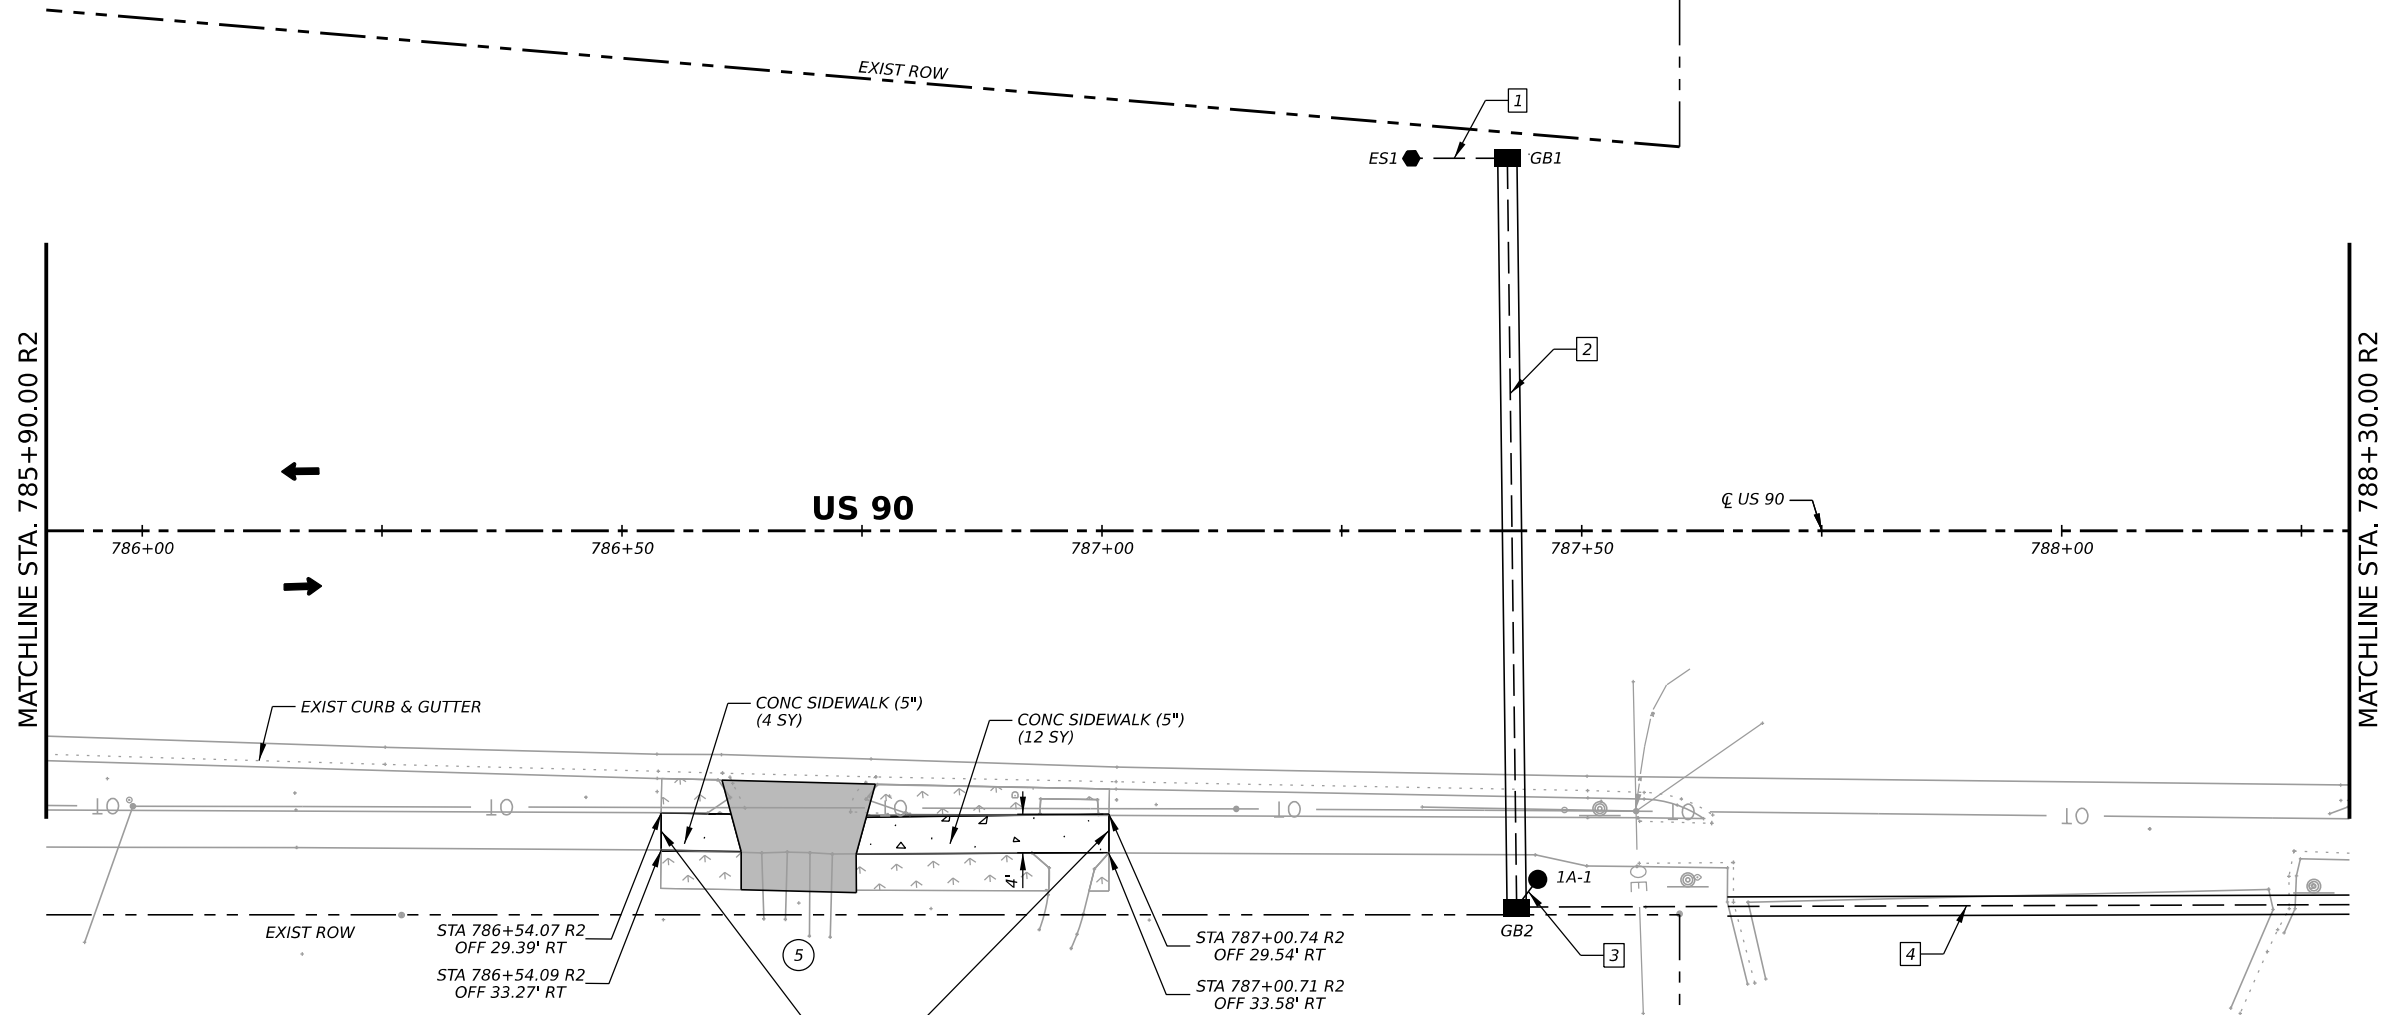 EXIST ROW
1
ES1
GB1
2
MATCHLINE STA. 785+90.00 R2
MATCHLINE STA. 788+30.00 R2
US 90
℄ US 90
786+00
786+50
787+00
787+50
788+00
EXIST CURB & GUTTER
CONC SIDEWALK (5")
(4 SY)
CONC SIDEWALK (5")
(12 SY)
4'
1A-1
GB2
EXIST ROW
STA 786+54.07 R2
OFF 29.39' RT
STA 786+54.09 R2
OFF 33.27' RT
5
STA 787+00.74 R2
OFF 29.54' RT
STA 787+00.71 R2
OFF 33.58' RT
3
4